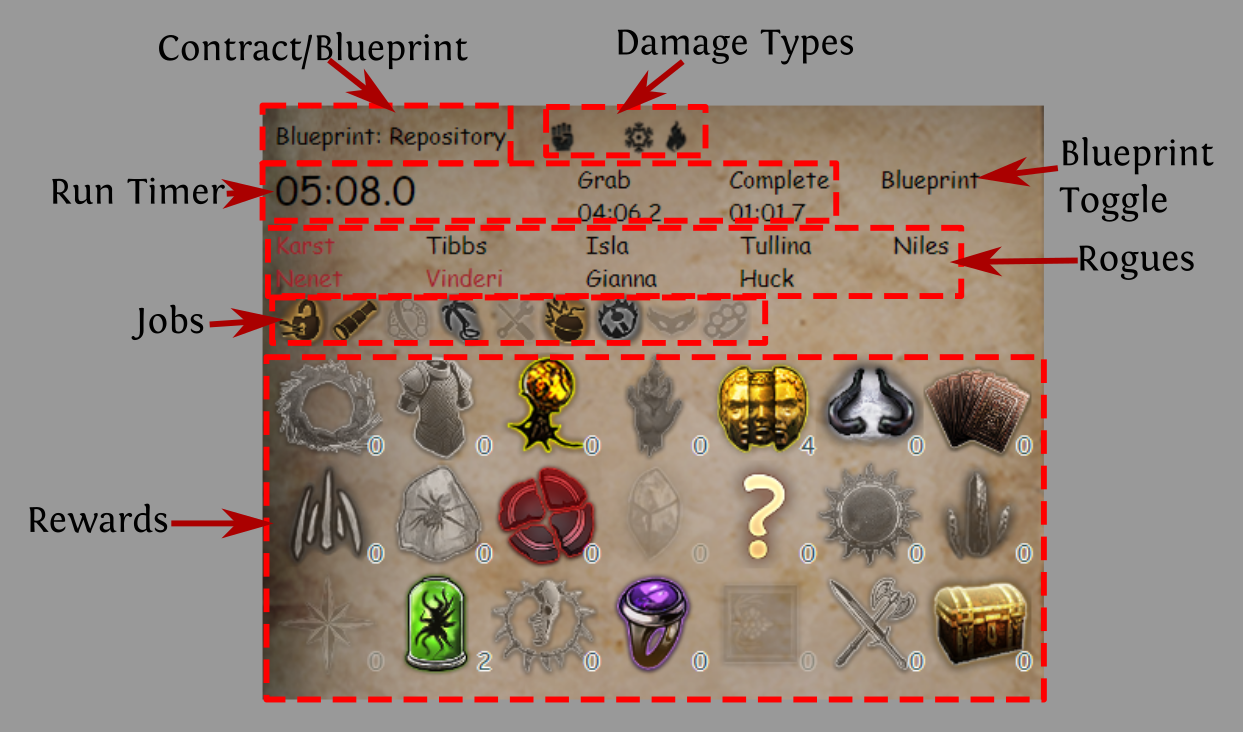 Contract/Blueprint
Damage Types
Blueprint: Repository
Blueprint
Toggle
Run Timer
05:08.0
Grab
04:06.2
Complete
01:01.7
Blueprint
Karst Tibbs Isla Tullina Niles
Nenet Vinderi Gianna Huck
Rogues
Jobs
0 0 0 0 4 0 0
Rewards
0 0 0 0 0 0 0
0 2 0 0 0 0 0